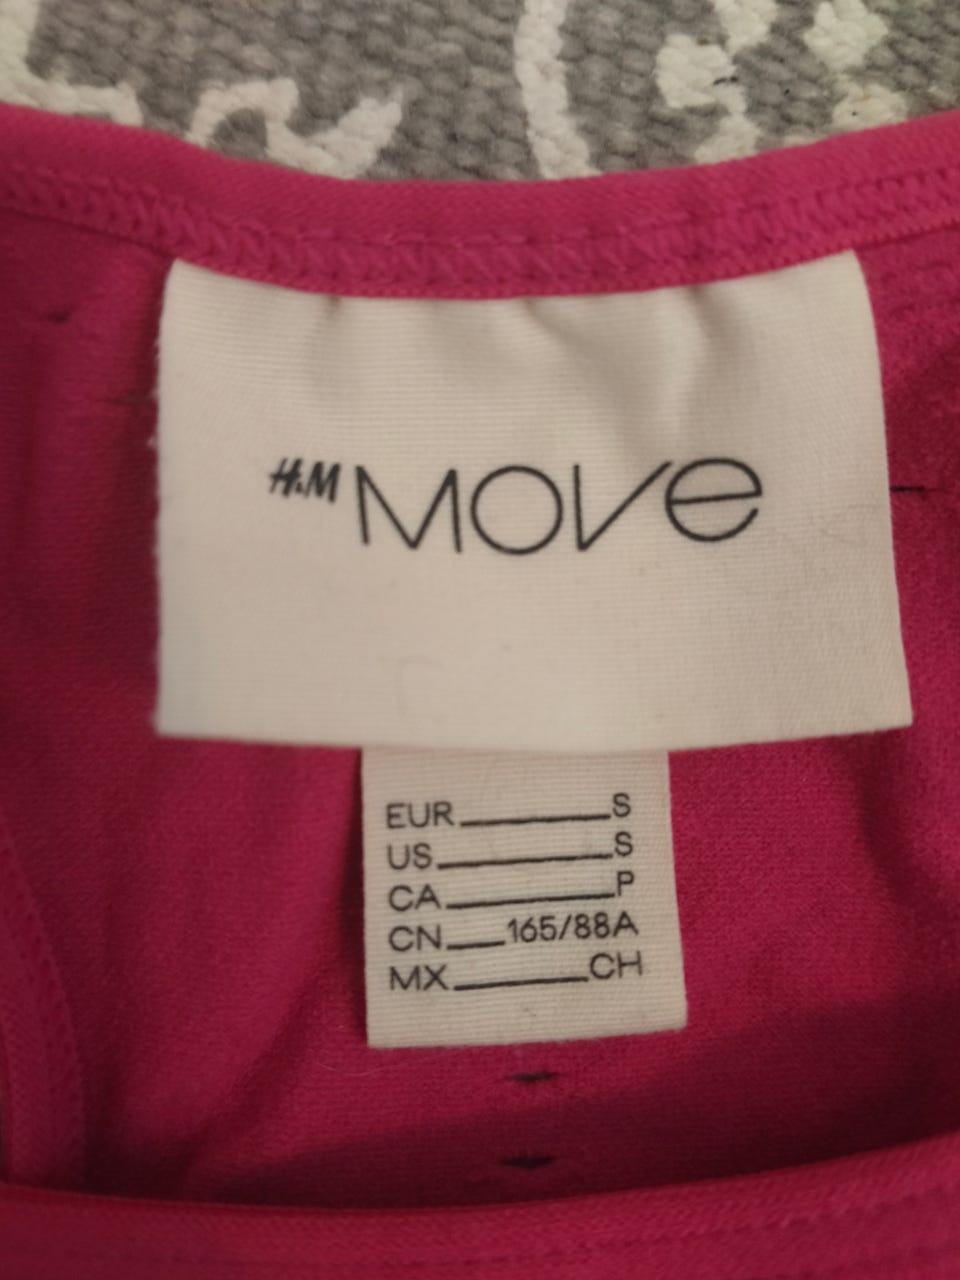 H&M MOVE
EUR S
US S
CA P
CN 165/88A
MX CH